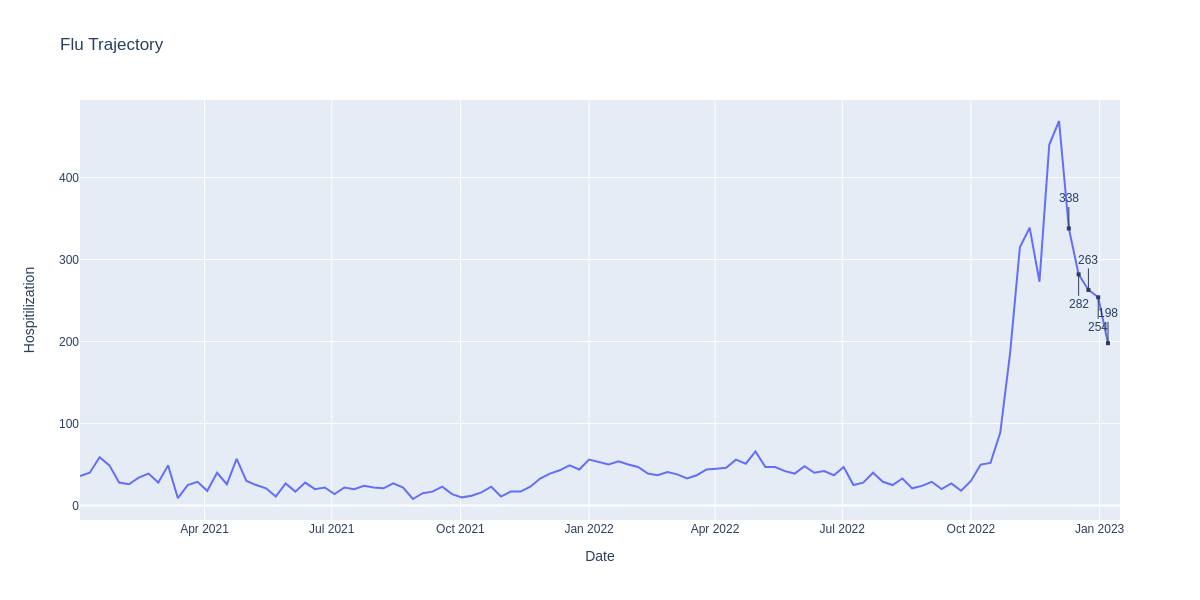 Flu Trajectory
Hospitilization
400
300
200
100
0
338
263
282
198
254
Apr 2021
Jul 2021
Oct 2021
Jan 2022
Apr 2022
Jul 2022
Oct 2022
Jan 2023
Date